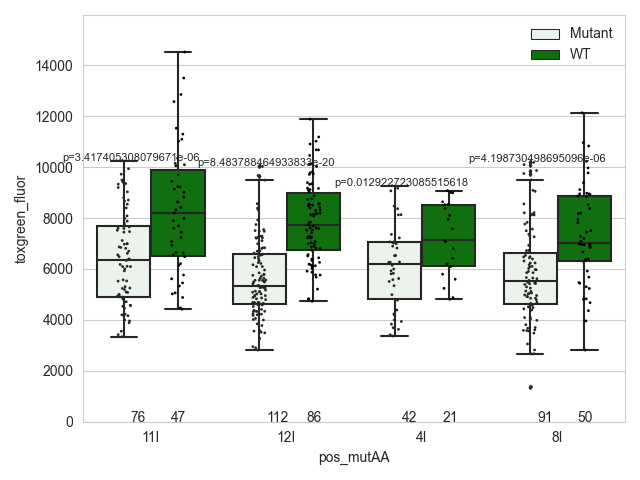 Mutant
WT
14000
12000
10000
8000
6000
4000
2000
0
toxgreen_fluor
p=3.417405308079671e-06
p=8.483788464933833e-20
p=0.012922723085515618
p=4.198730498695096e-06
76 47 112 86 42 21 91 50
11I 12I 4I 8I
pos_mutAA